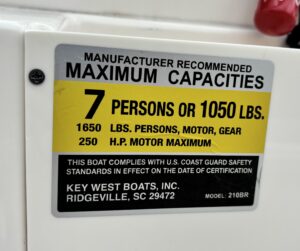 MANUFACTURER RECOMMENDED
MAXIMUM CAPACITIES
7 PERSONS OR 1050 LBS.
1650 LBS. PERSONS, MOTOR, GEAR
250 H.P. MOTOR MAXIMUM
THIS BOAT COMPLIES WITH U.S. COAST GUARD SAFETY
STANDARDS IN EFFECT ON THE DATE OF CERTIFICATION
KEY WEST BOATS, INC.
RIDGEVILLE, SC 29472 MODEL: 210BR